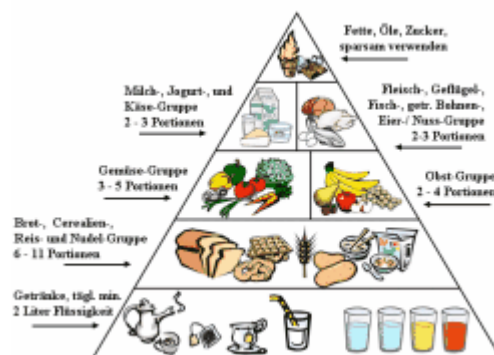 Fette, Öle, Zucker,
sparsam verwenden
Milch-, Jogurt-, und
Käse-Gruppe
2 - 3 Portionen
Fleisch-, Geflügel-,
Fisch-, getr. Bohnen-,
Eier-/ Nuss-Gruppe
2-3 Portionen
Gemüse-Gruppe
3 - 5 Portionen
Obst-Gruppe
2 - 4 Portionen
Brot-, Cerealien-,
Reis- und Nudel-Gruppe
6 - 11 Portionen
Getränke, tägl. min.
2 Liter Flüssigkeit